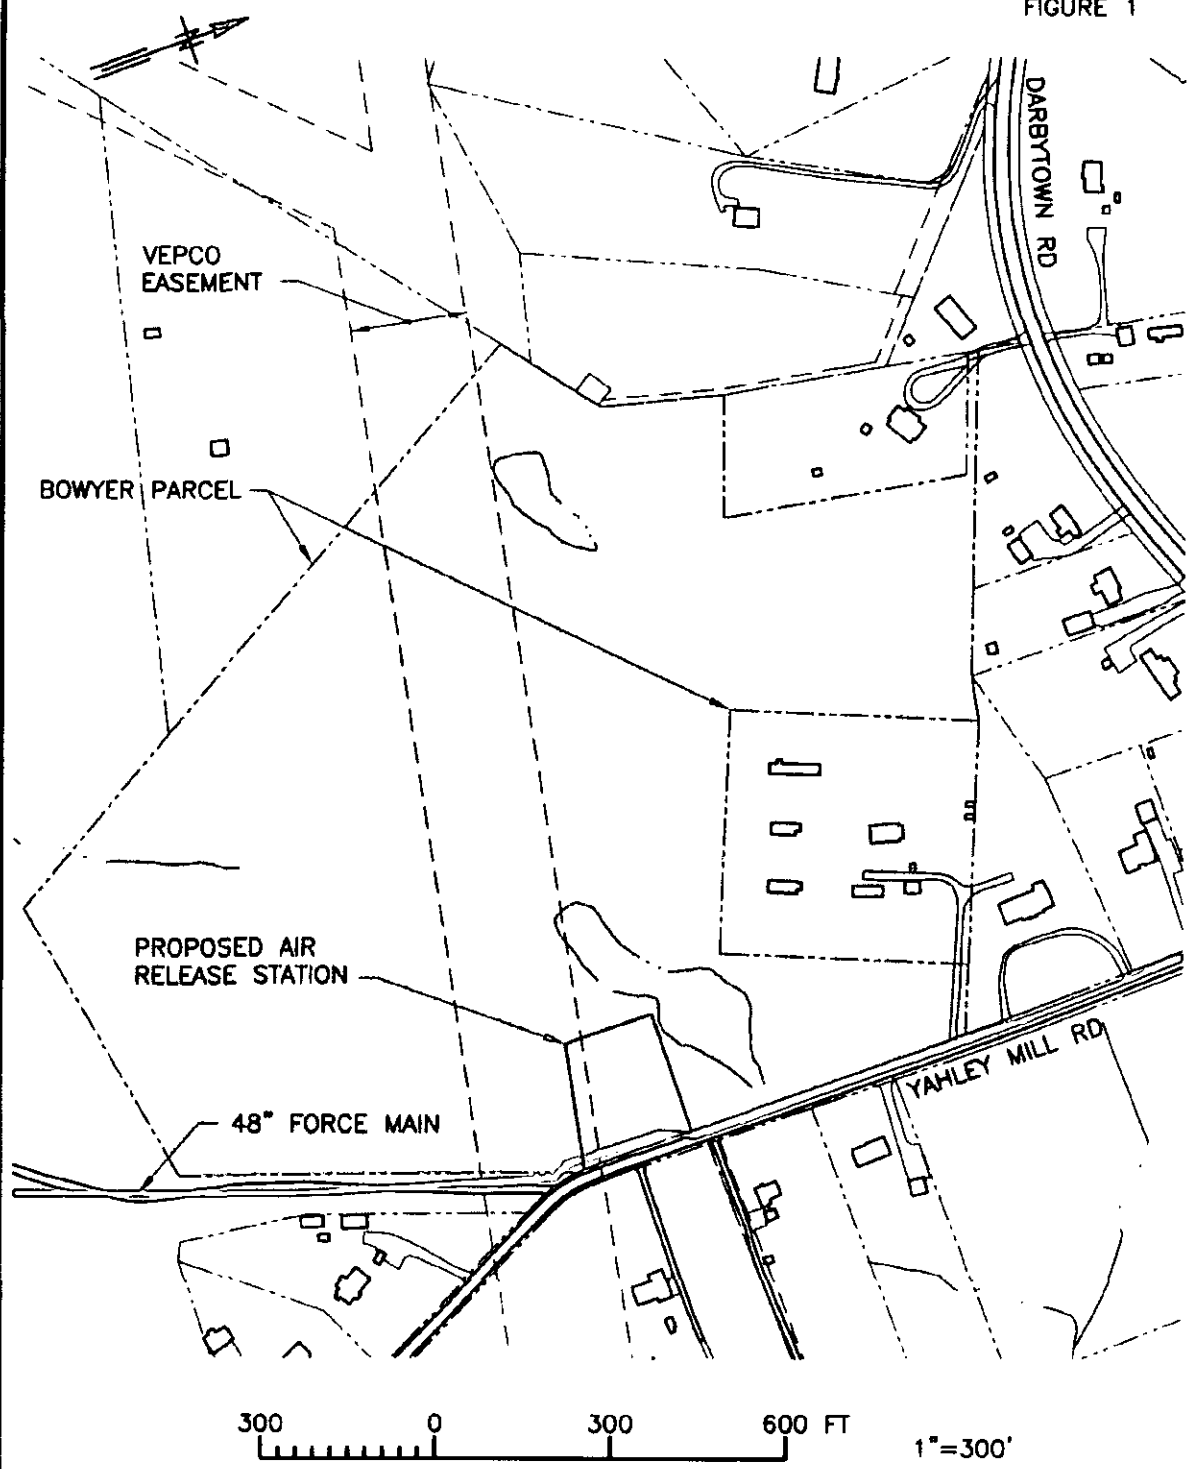 FIGURE 1
DARBYTOWN RD
VEPCO
EASEMENT
BOWYER PARCEL
PROPOSED AIR
RELEASE STATION
48" FORCE MAIN
YAHLEY MILL RD
300 0 300 600 FT
1"=300'